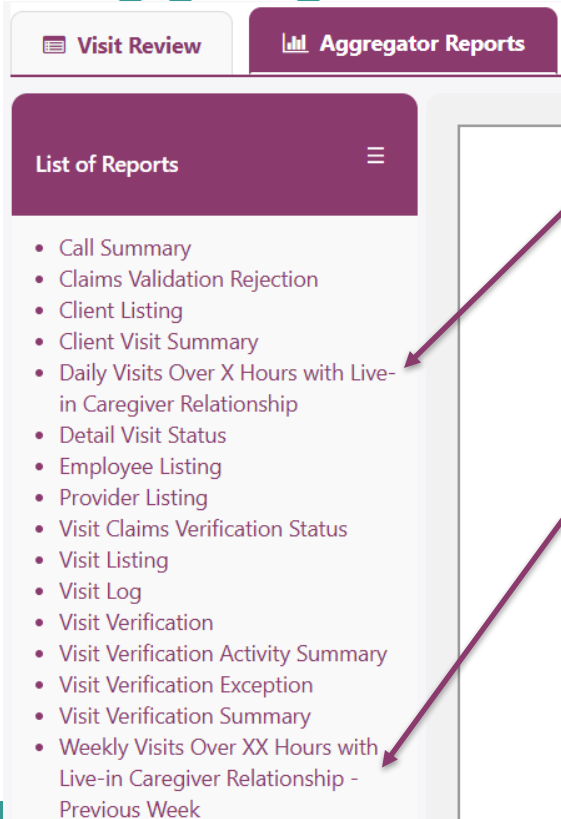 Visit Review
Aggregator Reports
List of Reports
Call Summary
Claims Validation Rejection
Client Listing
Client Visit Summary
Daily Visits Over X Hours with Live-
in Caregiver Relationship
Detail Visit Status
Employee Listing
Provider Listing
Visit Claims Verification Status
Visit Listing
Visit Log
Visit Verification
Visit Verification Activity Summary
Visit Verification Exception
Visit Verification Summary
Weekly Visits Over XX Hours with
Live-in Caregiver Relationship -
Previous Week